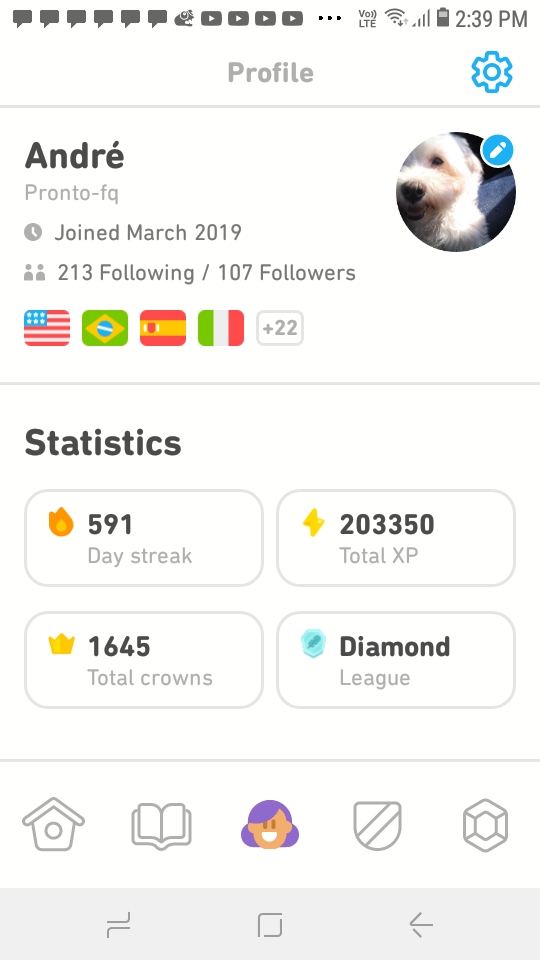 Vo))
LTE
2:39 PM
Profile
André
Pronto-fq
Joined March 2019
213 Following / 107 Followers
+22
Statistics
591
Day streak
203350
Total XP
1645
Total crowns
Diamond
League